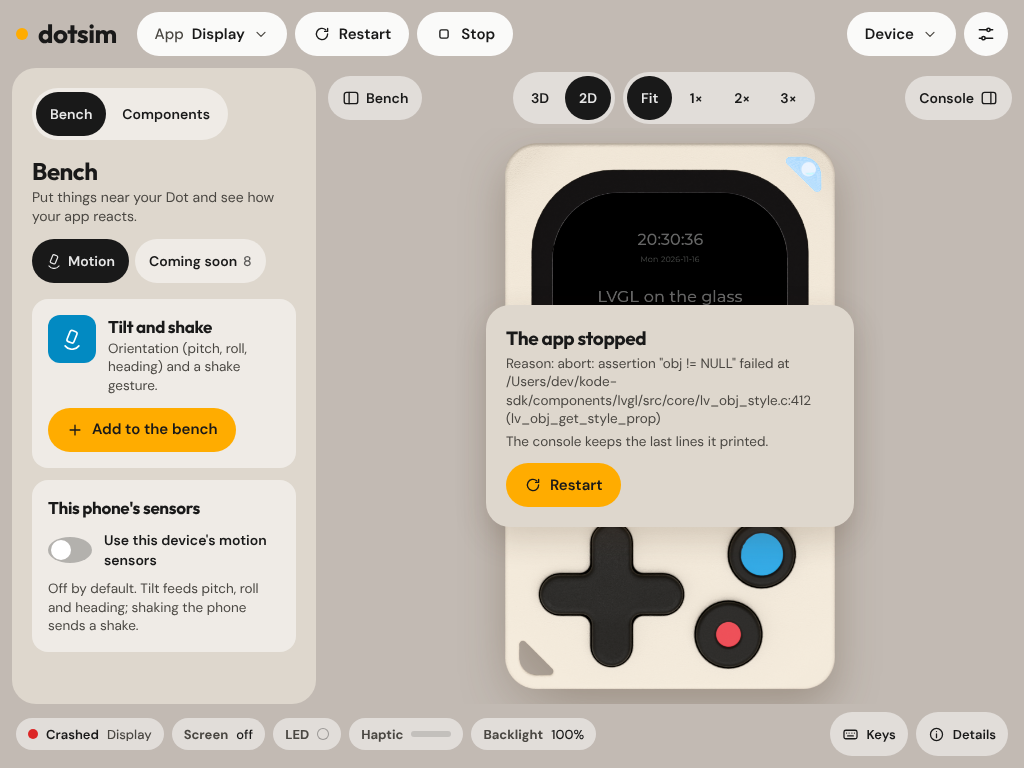 dotsim
App Display
Restart
Stop
Device
Bench
Components
Bench
3D
2D
Fit
1×
2×
3×
Console
Bench
Put things near your Dot and see how
your app reacts.
Motion
Coming soon 8
Tilt and shake
Orientation (pitch, roll,
heading) and a shake
gesture.
Add to the bench
This phone's sensors
Use this device's motion
sensors
Off by default. Tilt feeds pitch, roll
and heading; shaking the phone
sends a shake.
20:30:36
Mon 2026-11-16
LVGL on the glass
The app stopped
Reason: abort: assertion "obj != NULL" failed at
/Users/dev/kode-
sdk/components/lvgl/src/core/lv_obj_style.c:412
(lv_obj_get_style_prop)
The console keeps the last lines it printed.
Restart
Crashed Display
Screen off
LED
Haptic
Backlight 100%
Keys
Details